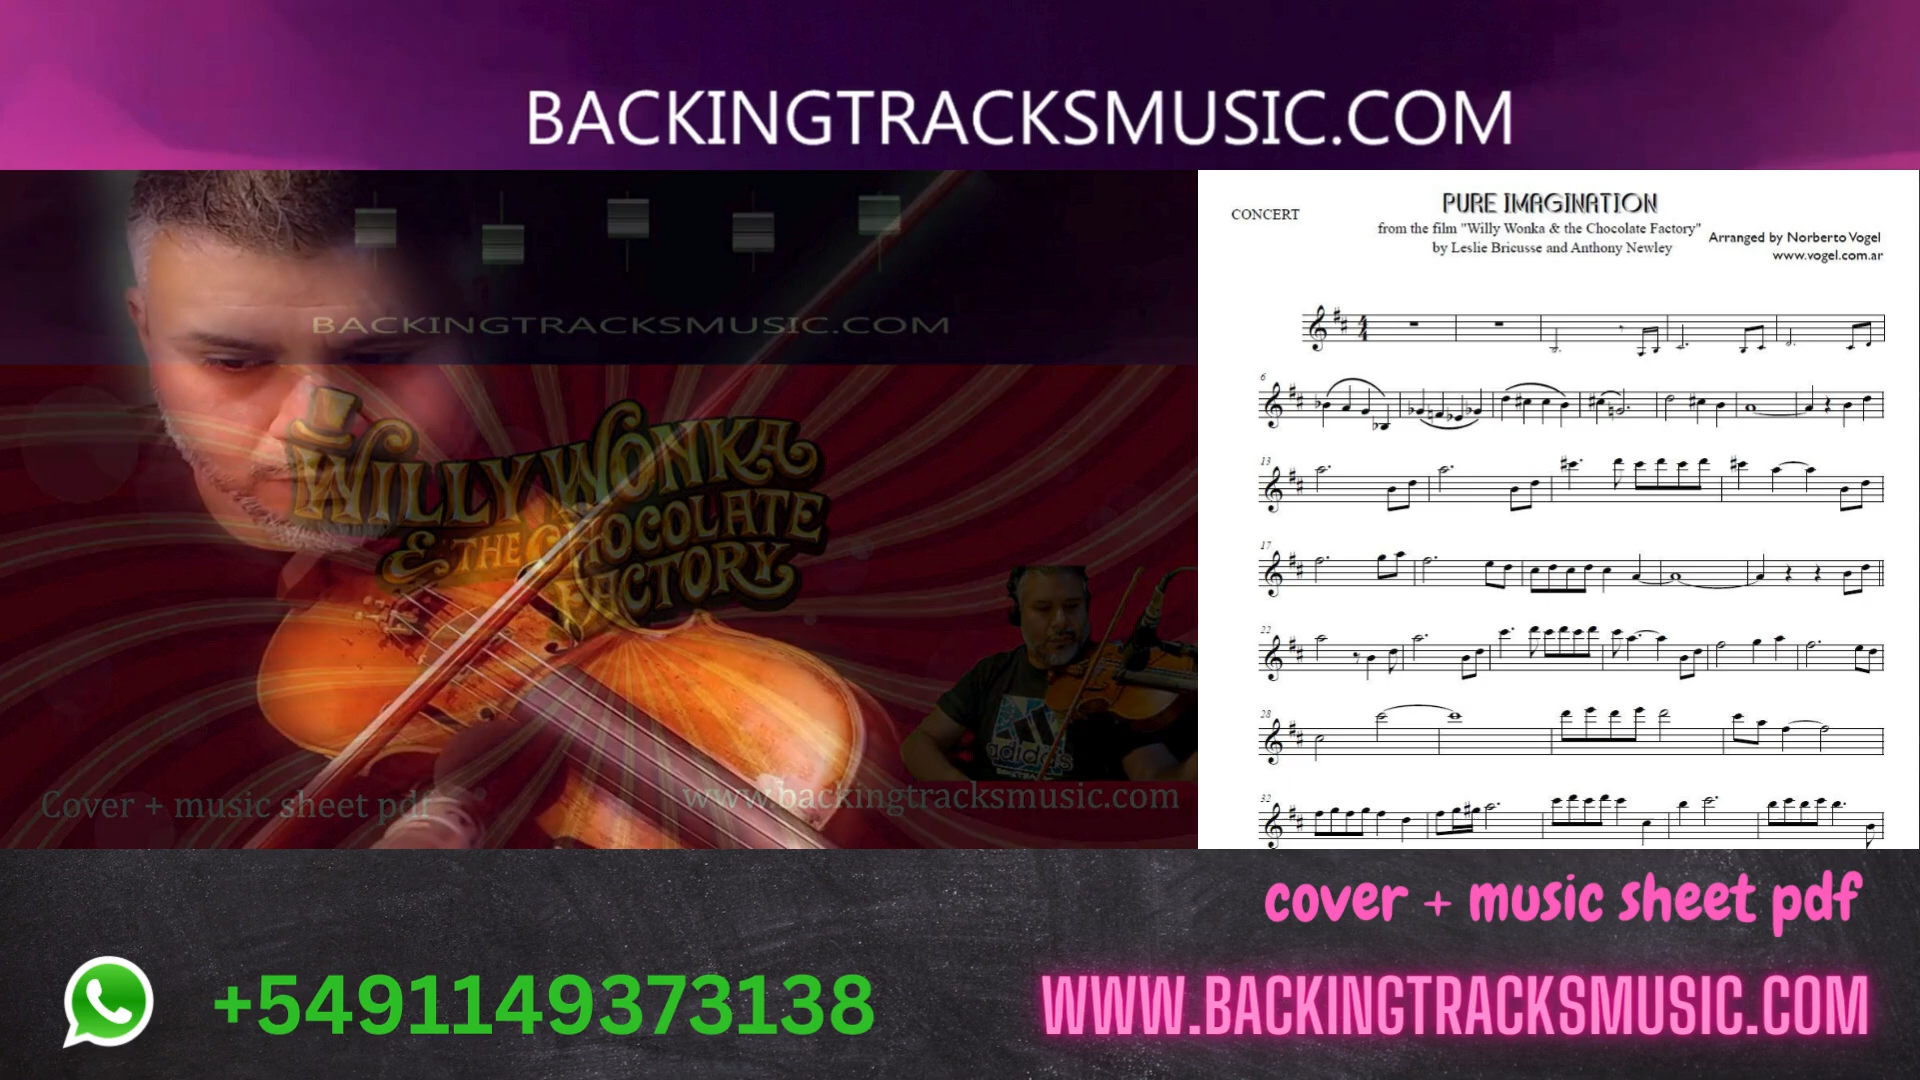 BACKINGTRACKSMUSIC.COM
BACKINGTRACKSMUSIC.COM
WILLY WONKA
& THE CHOCOLATE
FACTORY
adidas
Cover + music sheet pdf
www.backingtracksmusic.com
CONCERT
PURE IMAGINATION
from the film "Willy Wonka & the Chocolate Factory"
by Leslie Bricusse and Anthony Newley
Arranged by Norberto Vogel
www.vogel.com.ar
6
13
17
22
28
32
cover + music sheet pdf
+5491149373138
WWW.BACKINGTRACKSMUSIC.COM